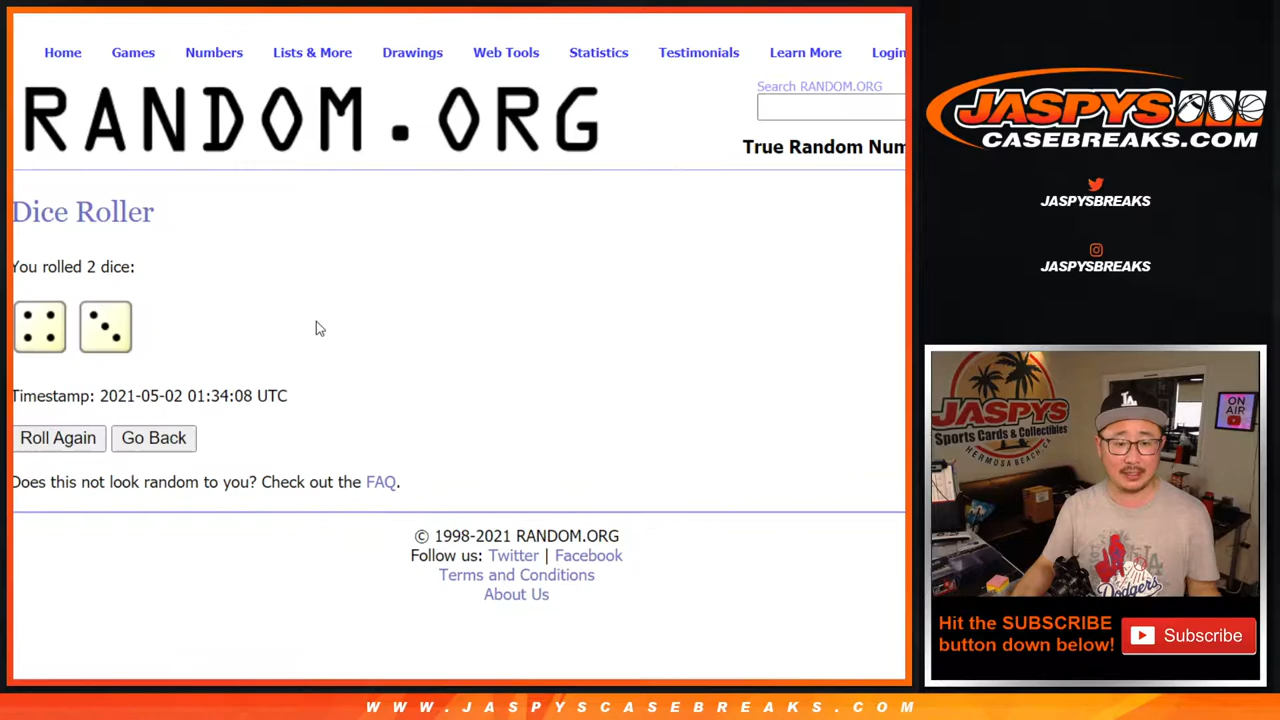 Home Games Numbers Lists & More Drawings Web Tools Statistics Testimonials Learn More Login
RANDOM.ORG
Search RANDOM.ORG
True Random Num
Dice Roller
You rolled 2 dice:
Timestamp: 2021-05-02 01:34:08 UTC
Roll Again Go Back
Does this not look random to you? Check out the FAQ.
© 1998-2021 RANDOM.ORG
Follow us: Twitter | Facebook
Terms and Conditions
About Us
JASPYS
CASEBREAKS.COM
JASPYSBREAKS
JASPYSBREAKS
JASPYS
Sports Cards & Collectibles
HERMOSA BEACH, CA
ON
AIR
LA
Dodgers
Hit the SUBSCRIBE
button down below!
Subscribe
WWW.JASPYSCASEBREAKS.COM